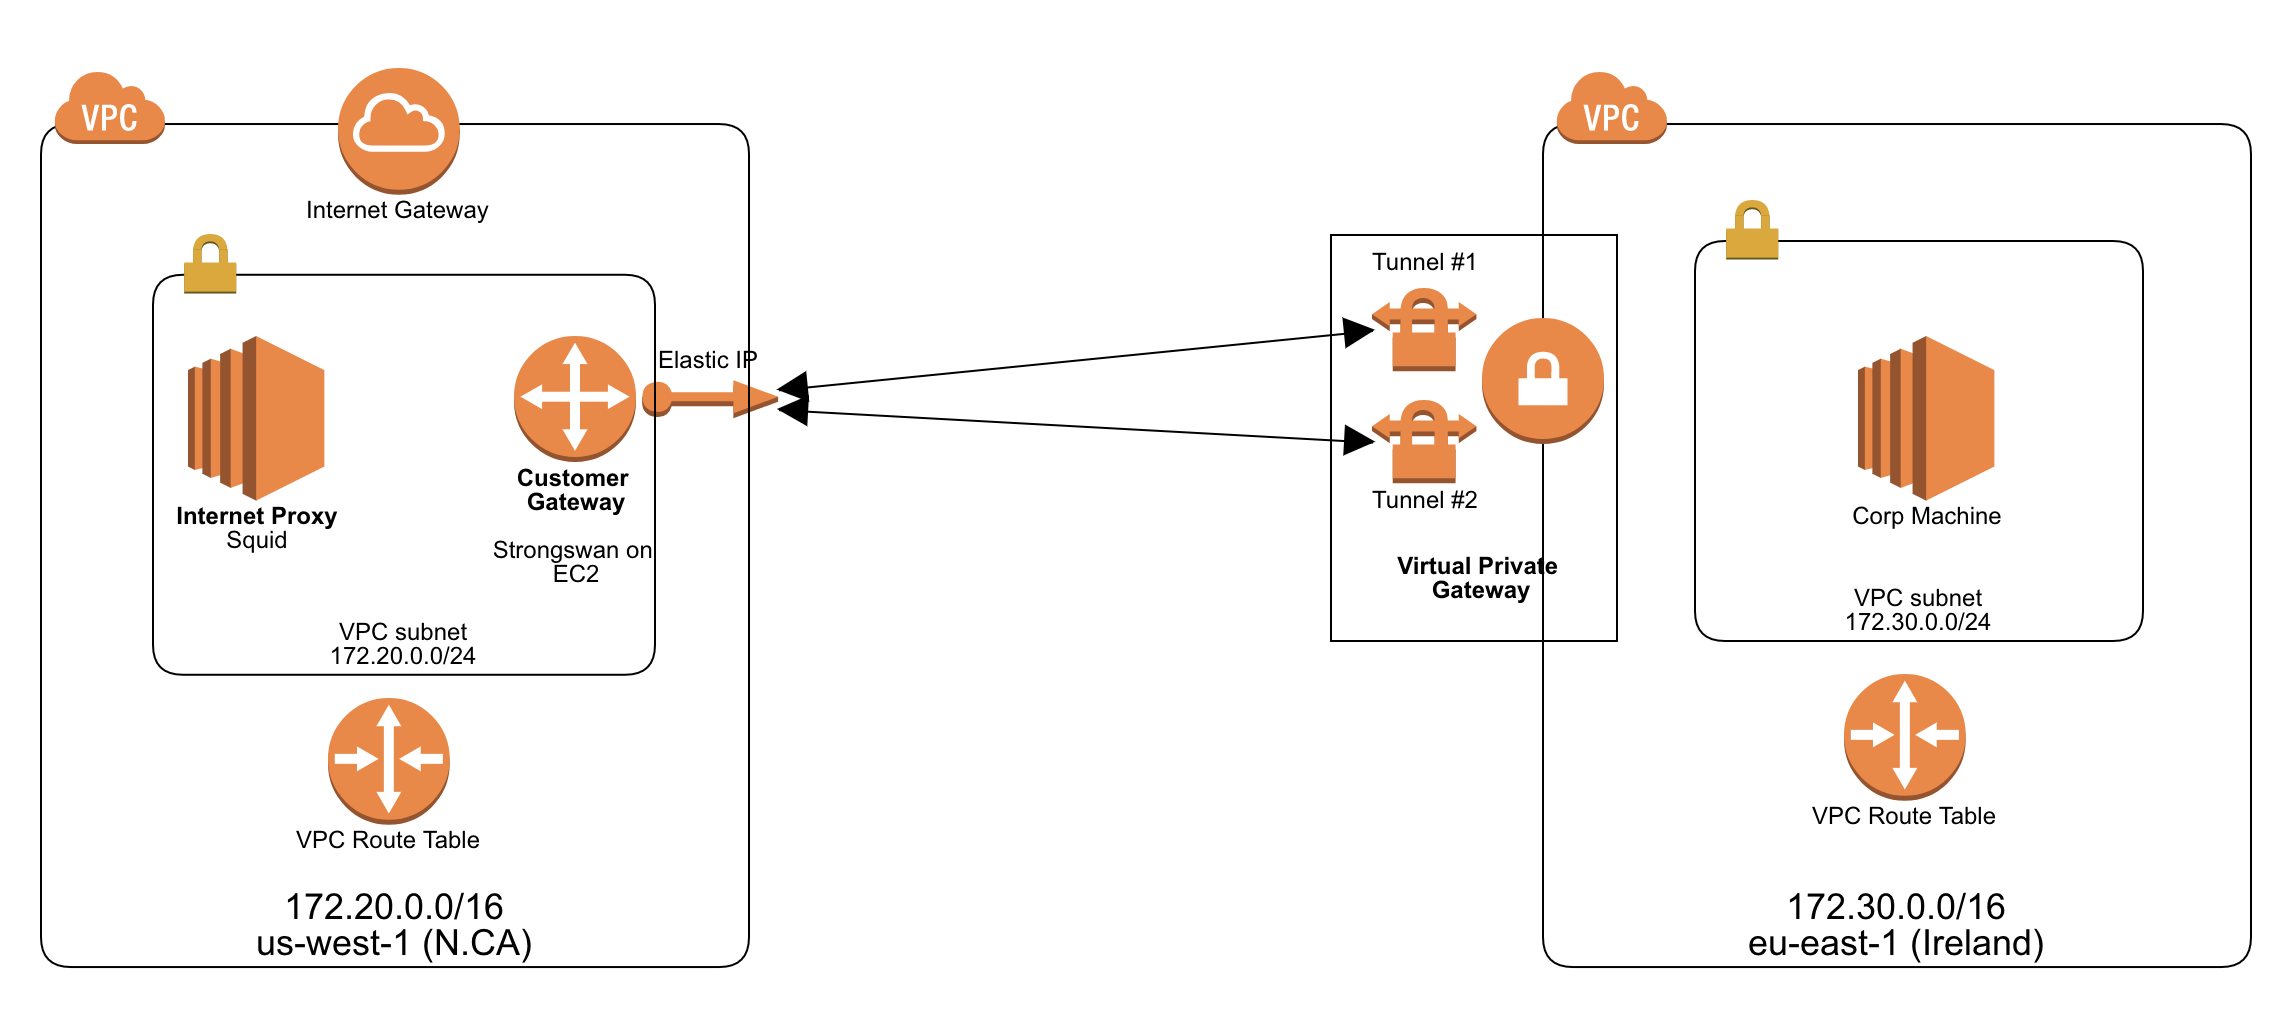 VPC
Internet Gateway
Internet Proxy
Squid
Customer
Gateway
Strongswan on
EC2
Elastic IP
VPC subnet
172.20.0.0/24
VPC Route Table
172.20.0.0/16
us-west-1 (N.CA)
Tunnel #1
Tunnel #2
Virtual Private
Gateway
VPC
Corp Machine
VPC subnet
172.30.0.0/24
VPC Route Table
172.30.0.0/16
eu-east-1 (Ireland)